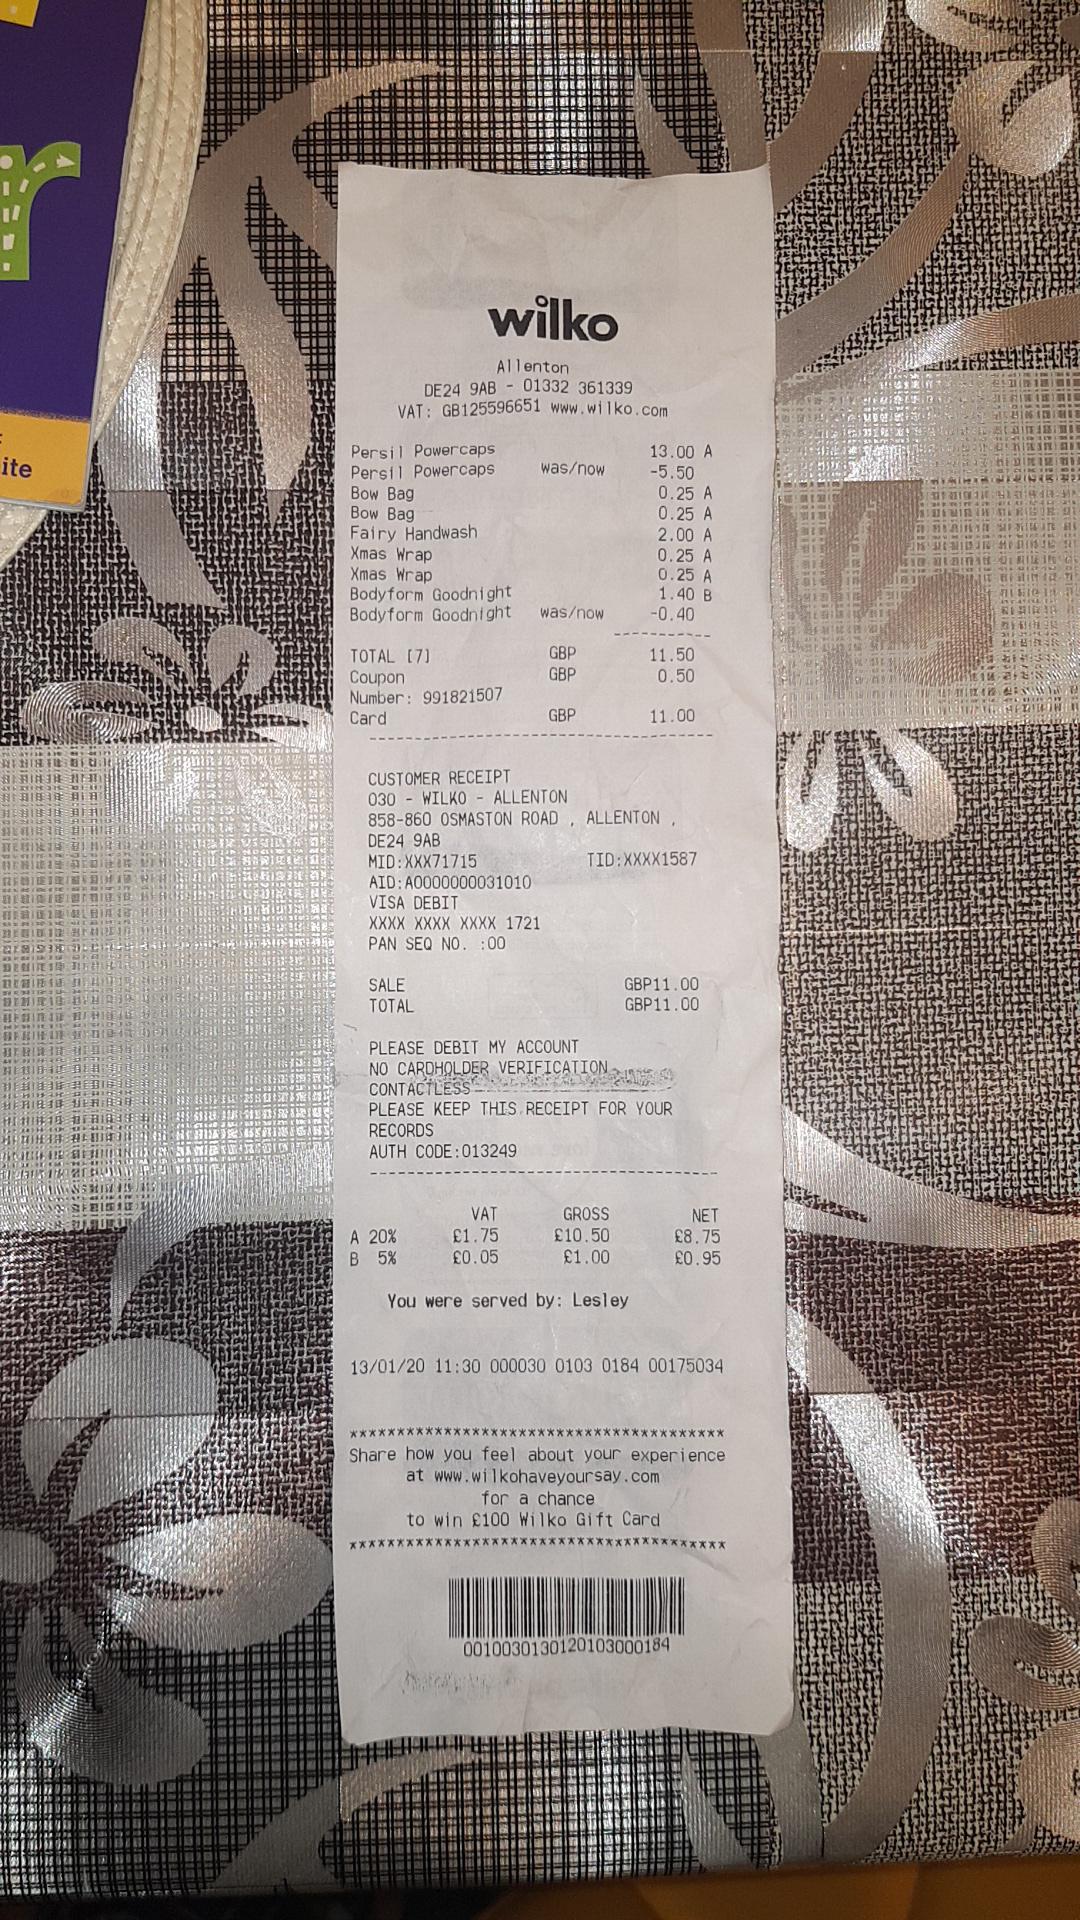 r
ite
wilko
Allenton
DE24 9AB - 01332 361339
VAT: GB125596651 www.wilko.com
Persil Powercaps 13.00 A
Persil Powercaps was/now -5.50
Bow Bag 0.25 A
Bow Bag 0.25 A
Fairy Handwash 2.00 A
Xmas Wrap 0.25 A
Xmas Wrap 0.25 A
Bodyform Goodnight 1.40 B
Bodyform Goodnight was/now -0.40
------------
TOTAL [7] GBP 11.50
Coupon GBP 0.50
Number: 991821507
Card GBP 11.00
----------------------------------------
CUSTOMER RECEIPT
030 - WILKO - ALLENTON
858-860 OSMASTON ROAD , ALLENTON ,
DE24 9AB
MID:XXX71715 TID:XXXX1587
AID:A0000000031010
VISA DEBIT
XXXX XXXX XXXX 1721
PAN SEQ NO. :00
SALE GBP11.00
TOTAL GBP11.00
PLEASE DEBIT MY ACCOUNT
NO CARDHOLDER VERIFICATION
CONTACTLESS
PLEASE KEEP THIS RECEIPT FOR YOUR
RECORDS
AUTH CODE:013249
----------------------------------------
VAT GROSS NET
A 20% £1.75 £10.50 £8.75
B 5% £0.05 £1.00 £0.95
You were served by: Lesley
13/01/20 11:30 000030 0103 0184 00175034
****************************************
Share how you feel about your experience
at www.wilkohaveyoursay.com
for a chance
to win £100 Wilko Gift Card
****************************************
00100301301201030001​84